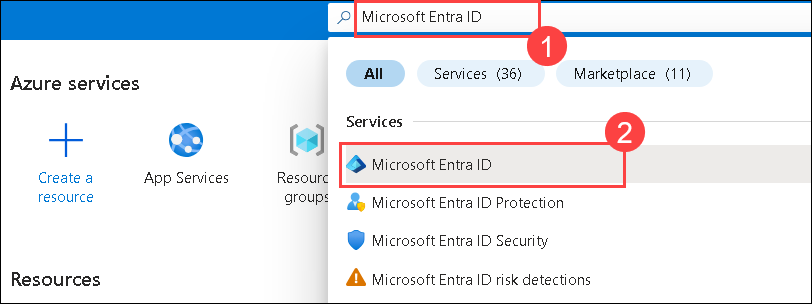 Microsoft Entra ID
1
All
Services (36)
Marketplace (11)
Azure services
Services
2
Create a
resource
App Services
Resourc
groups
Microsoft Entra ID
Microsoft Entra ID Protection
Microsoft Entra ID Security
Microsoft Entra ID risk detections
Resources